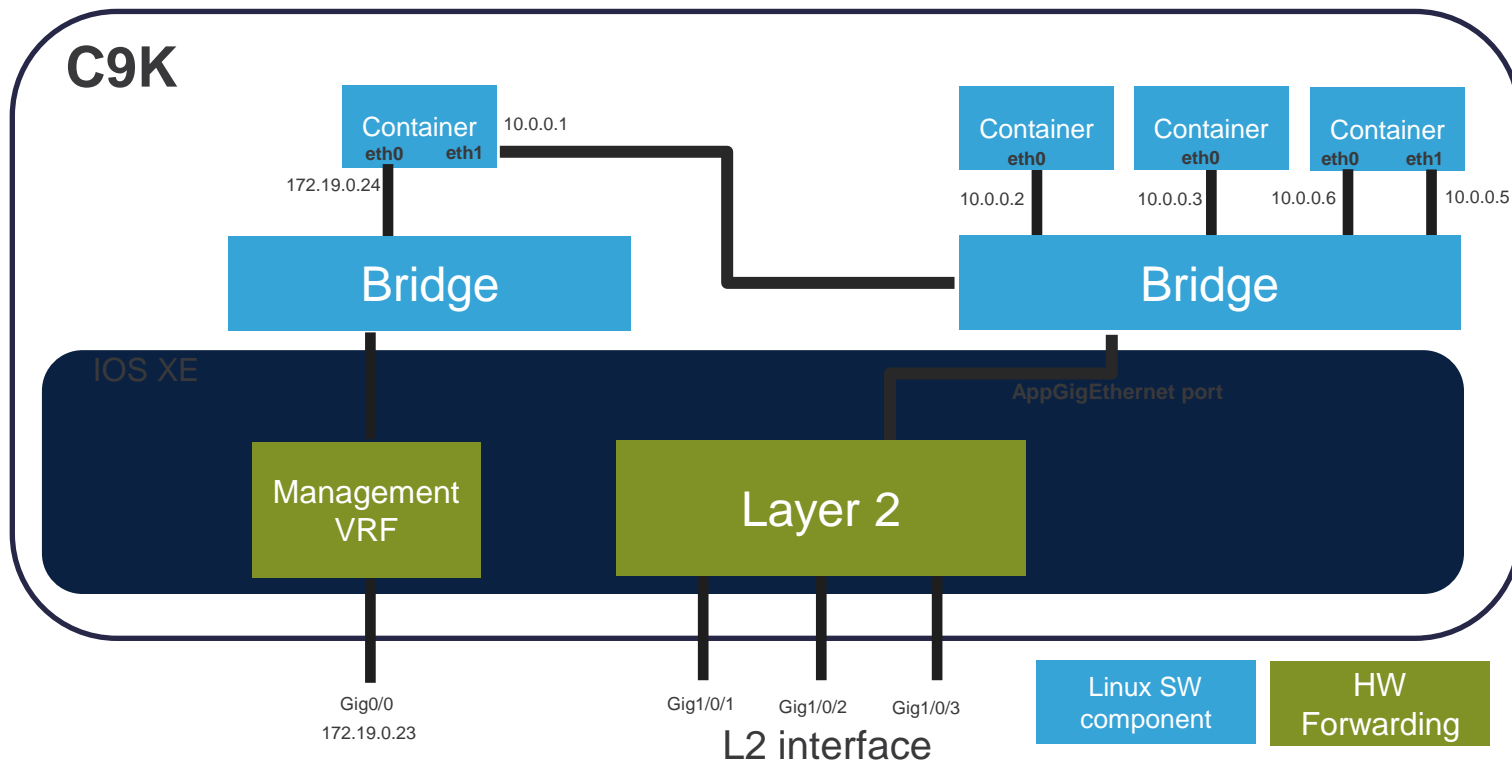 C9K
Container
eth0 eth1
10.0.0.1
172.19.0.24
Container
eth0
Container
eth0
Container
eth0 eth1
10.0.0.2
10.0.0.3
10.0.0.6
10.0.0.5
Bridge
Bridge
IOS XE
AppGigEthernet port
Management
VRF
Layer 2
Gig0/0
172.19.0.23
Gig1/0/1
Gig1/0/2
Gig1/0/3
L2 interface
Linux SW
component
HW
Forwarding